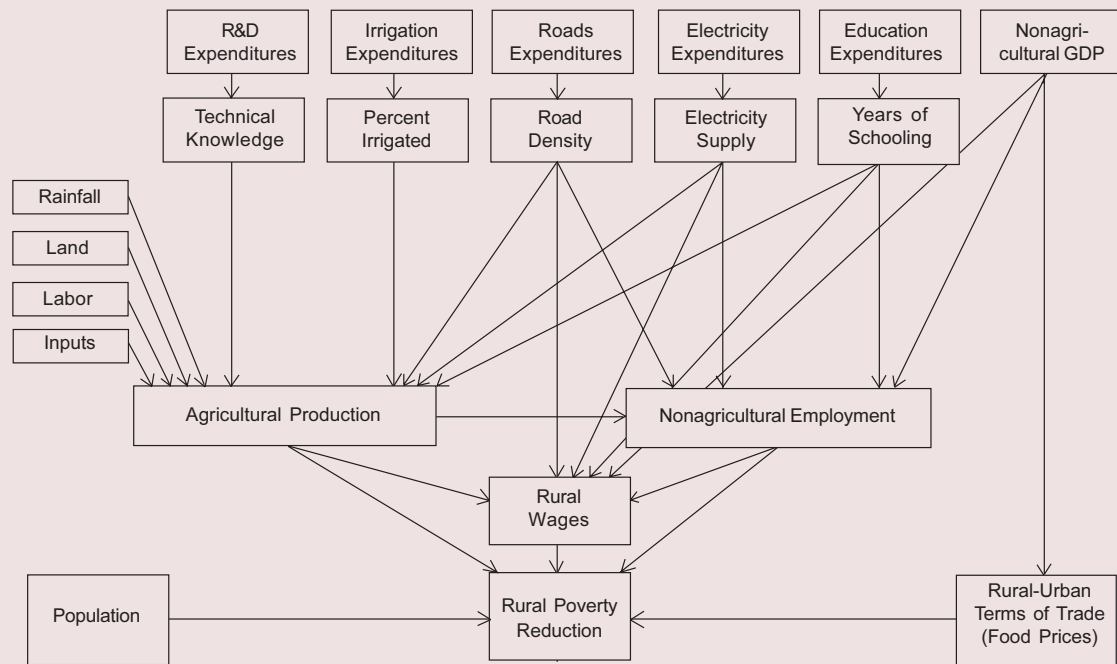 R&D
Expenditures
Irrigation
Expenditures
Roads
Expenditures
Electricity
Expenditures
Education
Expenditures
Nonagri-
cultural GDP
Technical
Knowledge
Percent
Irrigated
Road
Density
Electricity
Supply
Years of
Schooling
Rainfall
Land
Labor
Inputs
Agricultural Production
Nonagricultural Employment
Rural
Wages
Population
Rural Poverty
Reduction
Rural-Urban
Terms of Trade
(Food Prices)